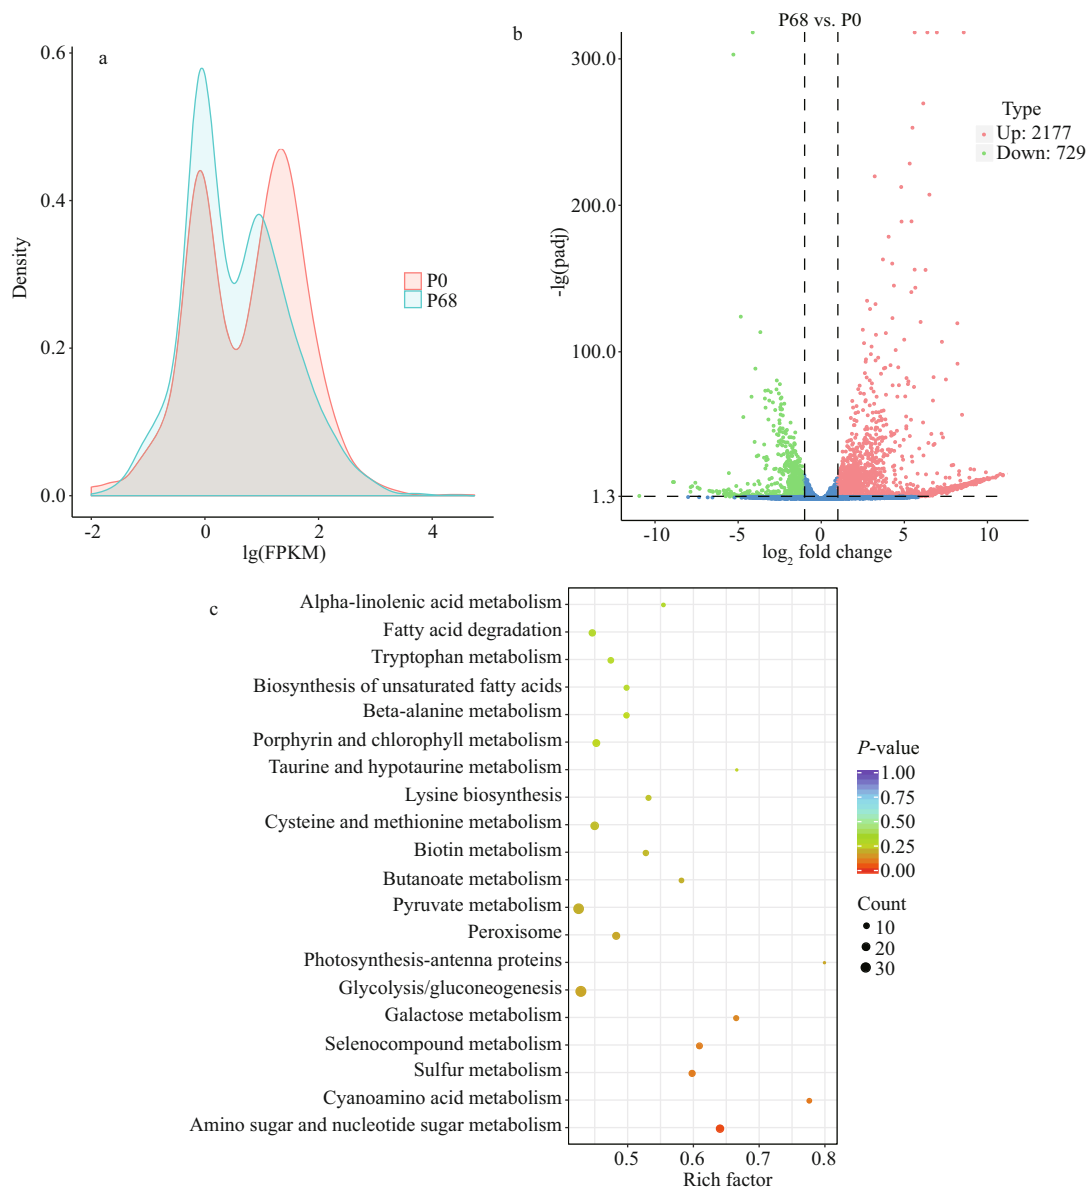 a
0.6
0.4
0.2
0.0
Density
-2
0
2
4
lg(FPKM)
P0
P68
b
P68 vs. P0
300.0
200.0
100.0
1.3
-lg(padj)
-10
-5
0
5
10
log2 fold change
Type
Up: 2177
Down: 729
c
Alpha-linolenic acid metabolism
Fatty acid degradation
Tryptophan metabolism
Biosynthesis of unsaturated fatty acids
Beta-alanine metabolism
Porphyrin and chlorophyll metabolism
Taurine and hypotaurine metabolism
Lysine biosynthesis
Cysteine and methionine metabolism
Biotin metabolism
Butanoate metabolism
Pyruvate metabolism
Peroxisome
Photosynthesis-antenna proteins
Glycolysis/gluconeogenesis
Galactose metabolism
Selenocompound metabolism
Sulfur metabolism
Cyanoamino acid metabolism
Amino sugar and nucleotide sugar metabolism
0.5
0.6
0.7
0.8
Rich factor
P-value
1.00
0.75
0.50
0.25
0.00
Count
10
20
30